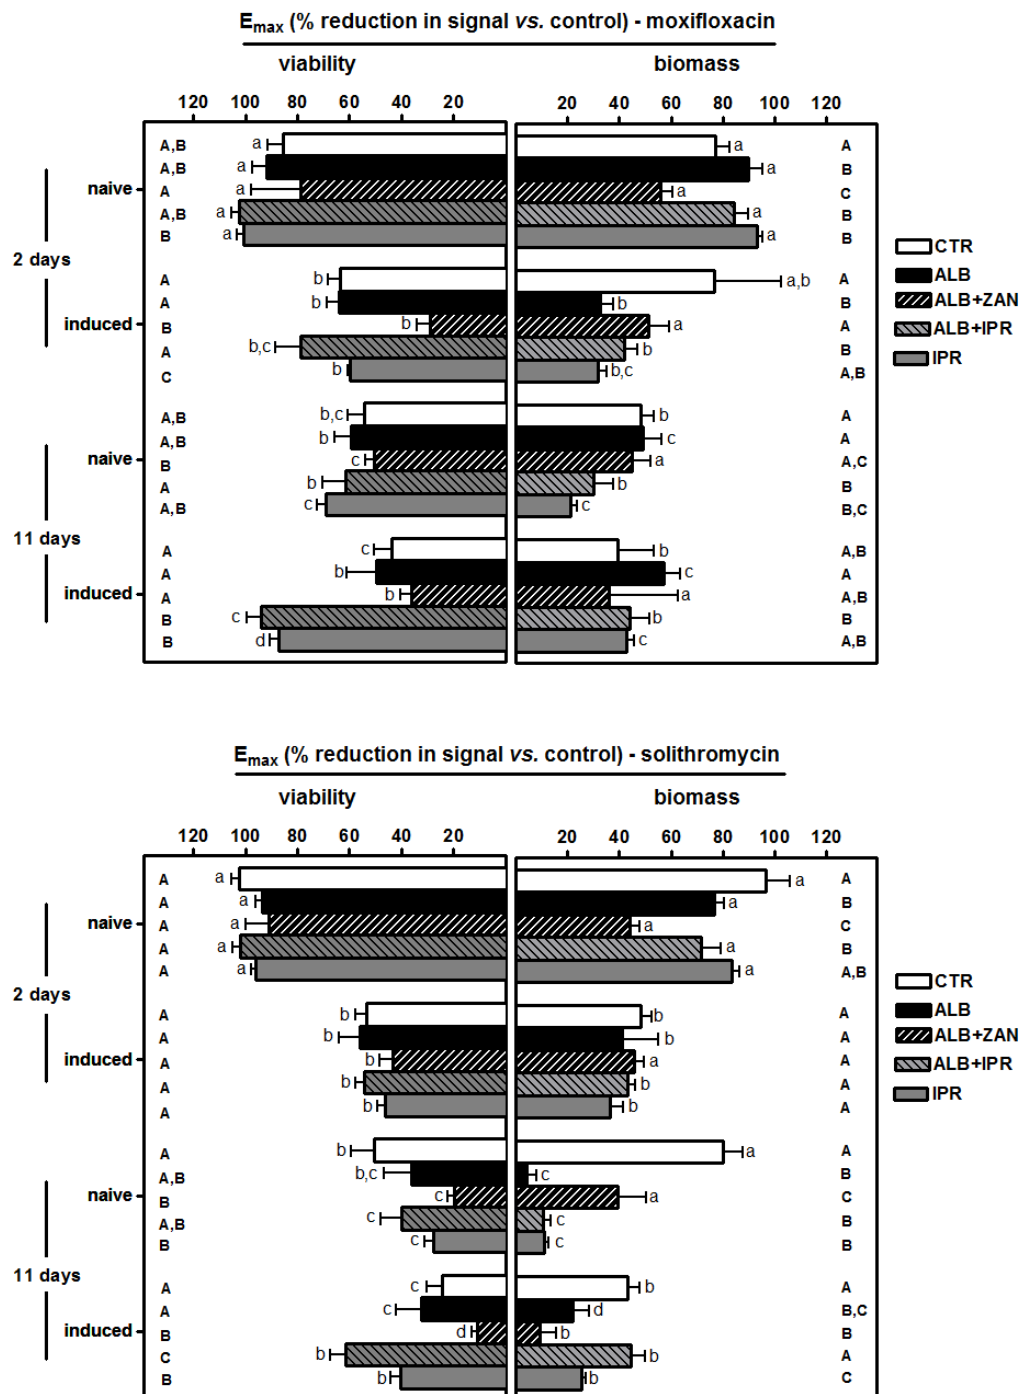 Emax (% reduction in signal vs. control) - moxifloxacin
viability biomass
120 100 80 60 40 20 20 40 60 80 100 120
A,B a a A
A,B a a B
naive
A a a C
A,B a a B
B a a B
2 days
A b a,b A
A b b B
induced
B b a A
A b,c b B
C b b,c A,B
CTR
ALB
ALB+ZAN
ALB+IPR
IPR
A,B b,c b A
A,B b c A
naive
B c a A,C
A b b B
A,B c c B,C
11 days
A c b A,B
A b c A
induced
A b a A,B
B c b B
B d c A,B
Emax (% reduction in signal vs. control) - solithromycin
viability biomass
120 100 80 60 40 20 20 40 60 80 100 120
A a a A
A a a B
naive
A a a C
A a a B
A a a A,B
2 days
A b b A
A b b A
induced
A b a A
A b b A
A b b A
CTR
ALB
ALB+ZAN
ALB+IPR
IPR
A b a A
A,B b,c c B
naive
B c b C
A,B c c B
B c c B
11 days
A c b A
A c d B,C
induced
B d b B
C b b A
B b b C